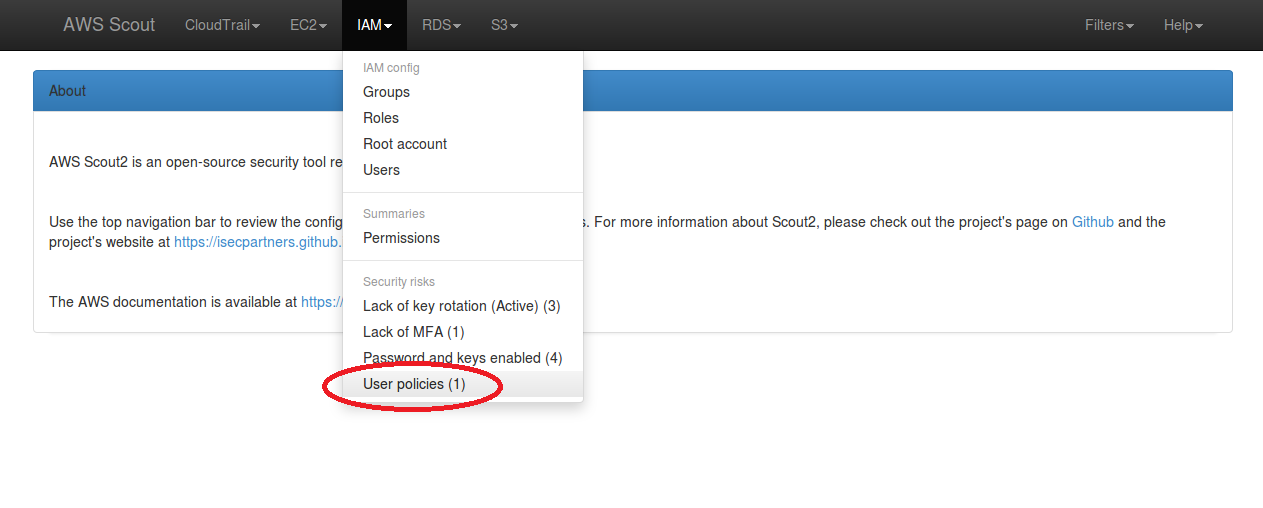 AWS Scout CloudTrail EC2 IAM RDS S3 Filters Help
IAM config
Groups
Roles
Root account
Users
Summaries
Permissions
Security risks
Lack of key rotation (Active) (3)
Lack of MFA (1)
Password and keys enabled (4)
User policies (1)
About
AWS Scout2 is an open-source security tool
Use the top navigation bar to review the s. For more information about Scout2, please check out the project's page on Github and the
project's website at https://isecpartners.github.
The AWS documentation is available at https://